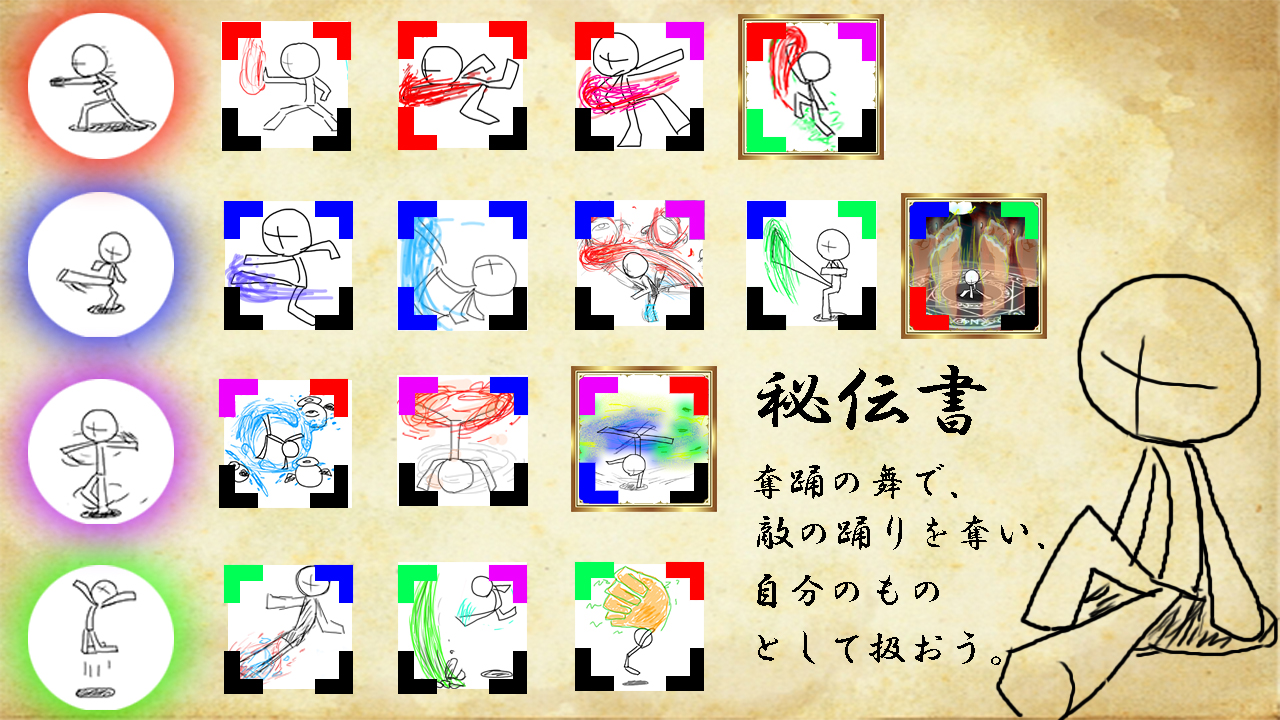 秘伝書
奪踊の舞で、
敵の踊りを奪い、
自分のもの
として扱おう。